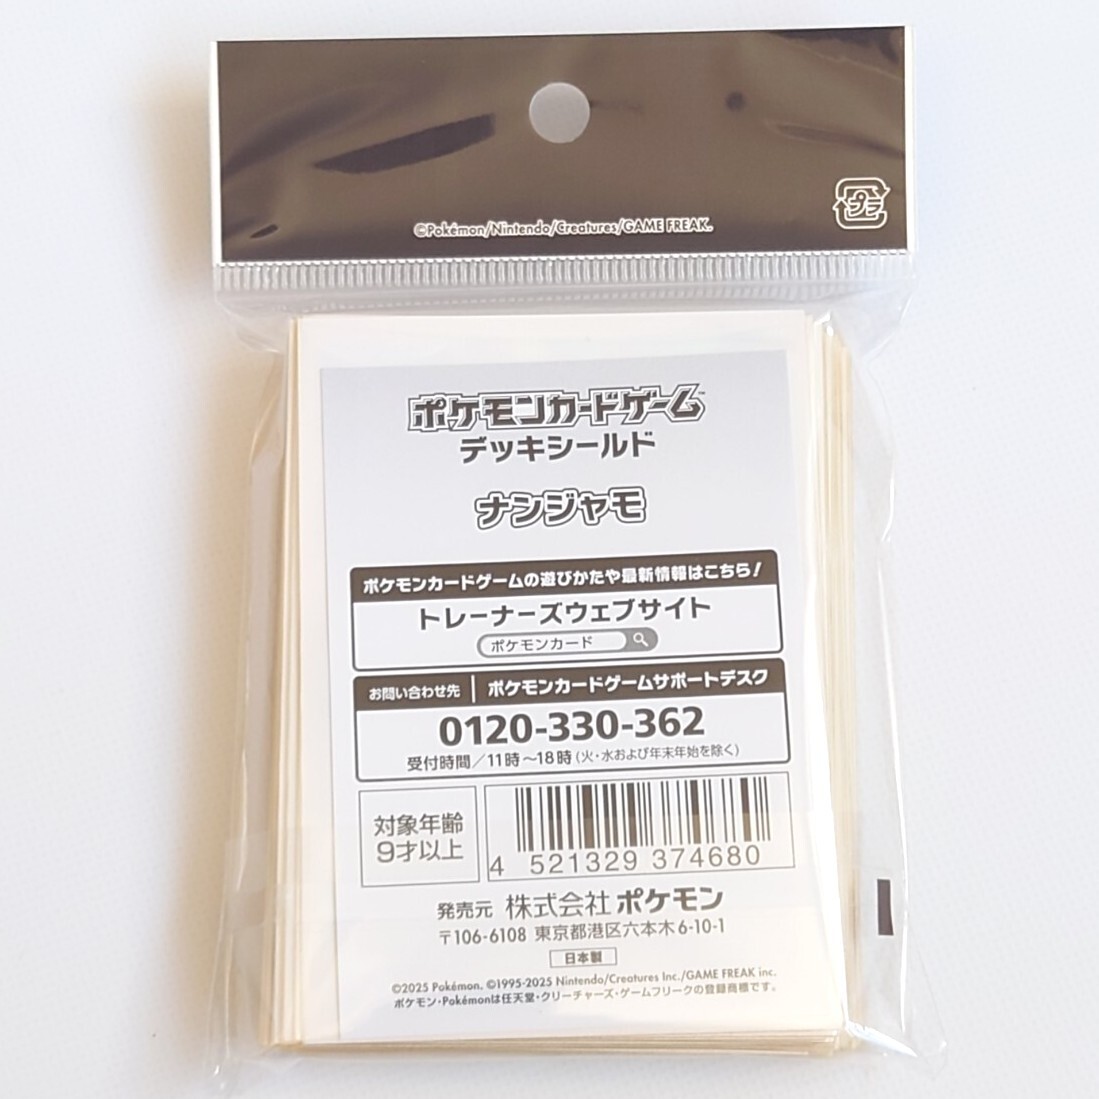 ©Pokémon/Nintendo/Creatures/GAME FREAK.
プラ
ポケモンカードゲーム™
デッキシールド
ナンジャモ
ポケモンカードゲームの遊びかたや最新情報はこちら!
トレーナーズウェブサイト
ポケモンカード
お問い合わせ先 | ポケモンカードゲームサポートデスク
0120-330-362
受付時間/11時～18時(火・水および年末年始を除く)
対象年齢
9才以上
4 521329 374680
発売元 株式会社 ポケモン
〒106-6108 東京都港区六本木6-10-1
日本製
©2025 Pokémon. ©1995-2025 Nintendo/Creatures Inc./GAME FREAK inc.
ポケモン・Pokémonは任天堂・クリーチャーズ・ゲームフリークの登録商標です。